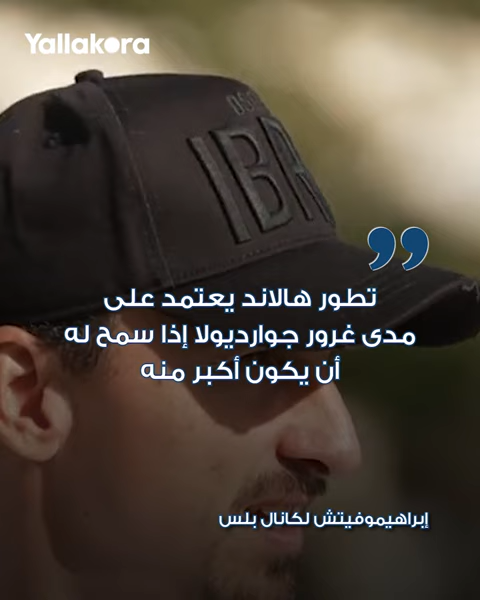 Yallakora
IBR
تطور هالاند يعتمد على
مدى غرور جوارديولا إذا سمح له
أن يكون أكبر منه
إبراهيموفيتش لكانال بلس